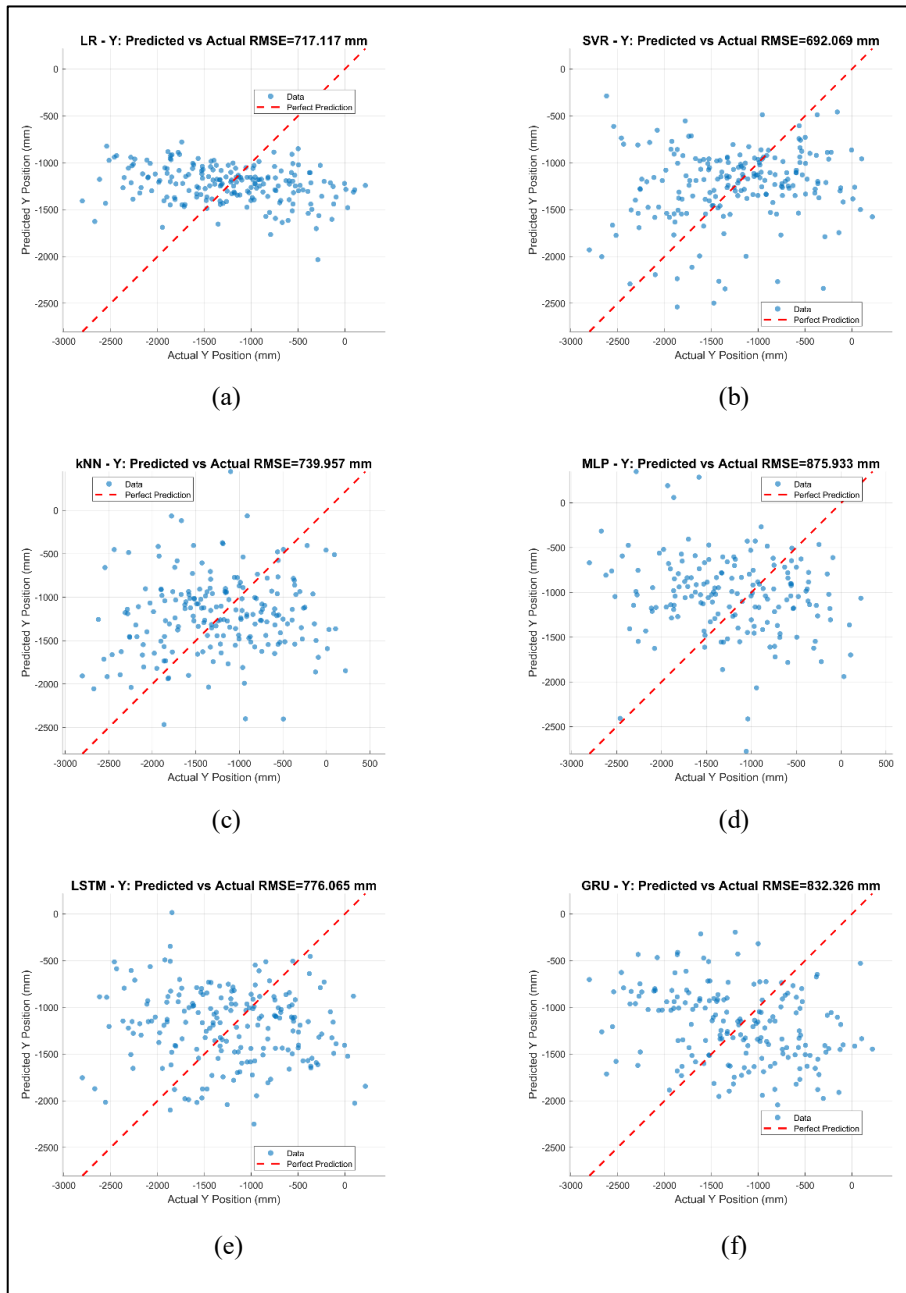 LR - Y: Predicted vs Actual RMSE=717.117 mm
0
-500
-1000
-1500
-2000
-2500
Predicted Y Position (mm)
Data
Perfect Prediction
-3000 -2500 -2000 -1500 -1000 -500 0
Actual Y Position (mm)
(a)
SVR - Y: Predicted vs Actual RMSE=692.069 mm
0
-500
-1000
-1500
-2000
-2500
Predicted Y Position (mm)
Data
Perfect Prediction
-3000 -2500 -2000 -1500 -1000 -500 0
Actual Y Position (mm)
(b)
kNN - Y: Predicted vs Actual RMSE=739.957 mm
Data
Perfect Prediction
0
-500
-1000
-1500
-2000
-2500
Predicted Y Position (mm)
-3000 -2500 -2000 -1500 -1000 -500 0 500
Actual Y Position (mm)
(c)
MLP - Y: Predicted vs Actual RMSE=875.933 mm
Data
Perfect Prediction
0
-500
-1000
-1500
-2000
-2500
Predicted Y Position (mm)
-3000 -2500 -2000 -1500 -1000 -500 0 500
Actual Y Position (mm)
(d)
LSTM - Y: Predicted vs Actual RMSE=776.065 mm
0
-500
-1000
-1500
-2000
-2500
Predicted Y Position (mm)
Data
Perfect Prediction
-3000 -2500 -2000 -1500 -1000 -500 0
Actual Y Position (mm)
(e)
GRU - Y: Predicted vs Actual RMSE=832.326 mm
0
-500
-1000
-1500
-2000
-2500
Predicted Y Position (mm)
Data
Perfect Prediction
-3000 -2500 -2000 -1500 -1000 -500 0
Actual Y Position (mm)
(f)